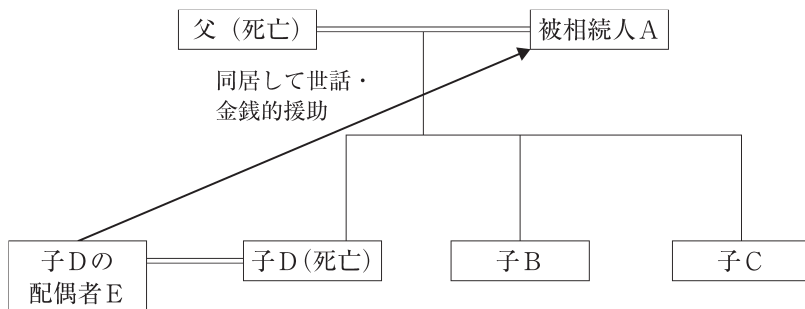 父（死亡）
被相続人Ａ
同居して世話・
金銭的援助
子Ｄの
配偶者Ｅ
子Ｄ（死亡）
子Ｂ
子Ｃ